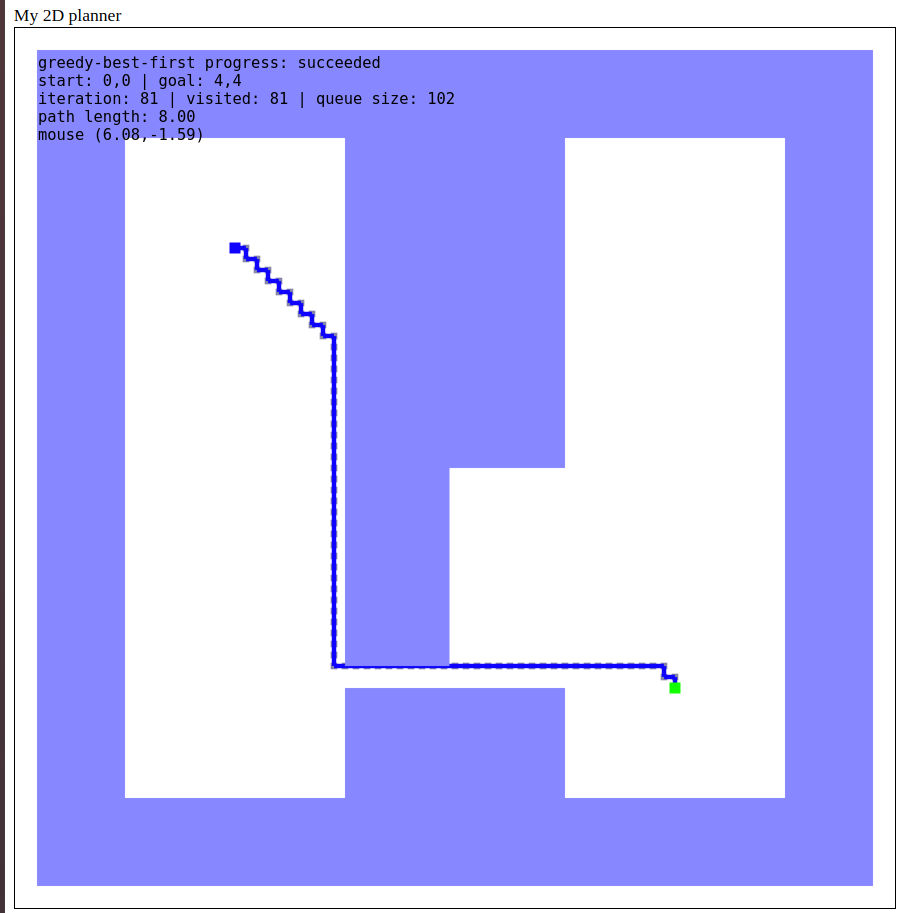 My 2D planner
greedy-best-first progress: succeeded
start: 0,0 | goal: 4,4
iteration: 81 | visited: 81 | queue size: 102
path length: 8.00
mouse (6.08,-1.59)